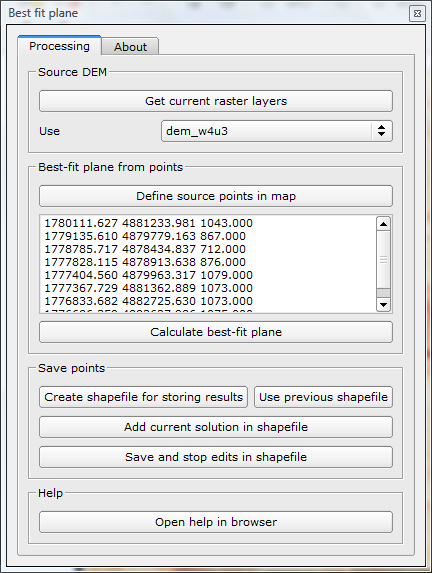 Best fit plane
Processing About
Source DEM
Get current raster layers
Use dem_w4u3
Best-fit plane from points
Define source points in map
1780111.627 4881233.981 1043.000
1779135.610 4879779.163 867.000
1778785.717 4878434.837 712.000
1777828.115 4878913.638 876.000
1777404.560 4879963.317 1079.000
1777367.729 4881362.889 1073.000
1776833.682 4882725.630 1073.000
Calculate best-fit plane
Save points
Create shapefile for storing results Use previous shapefile
Add current solution in shapefile
Save and stop edits in shapefile
Help
Open help in browser